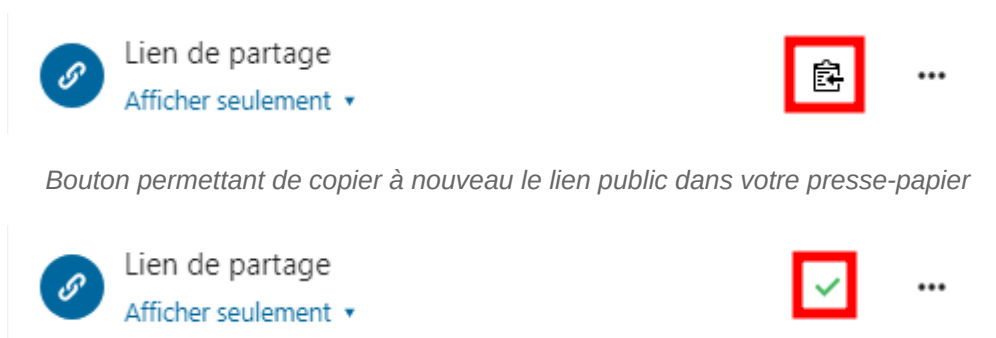 Lien de partage
Afficher seulement
Bouton permettant de copier à nouveau le lien public dans votre presse-papier
Lien de partage
Afficher seulement